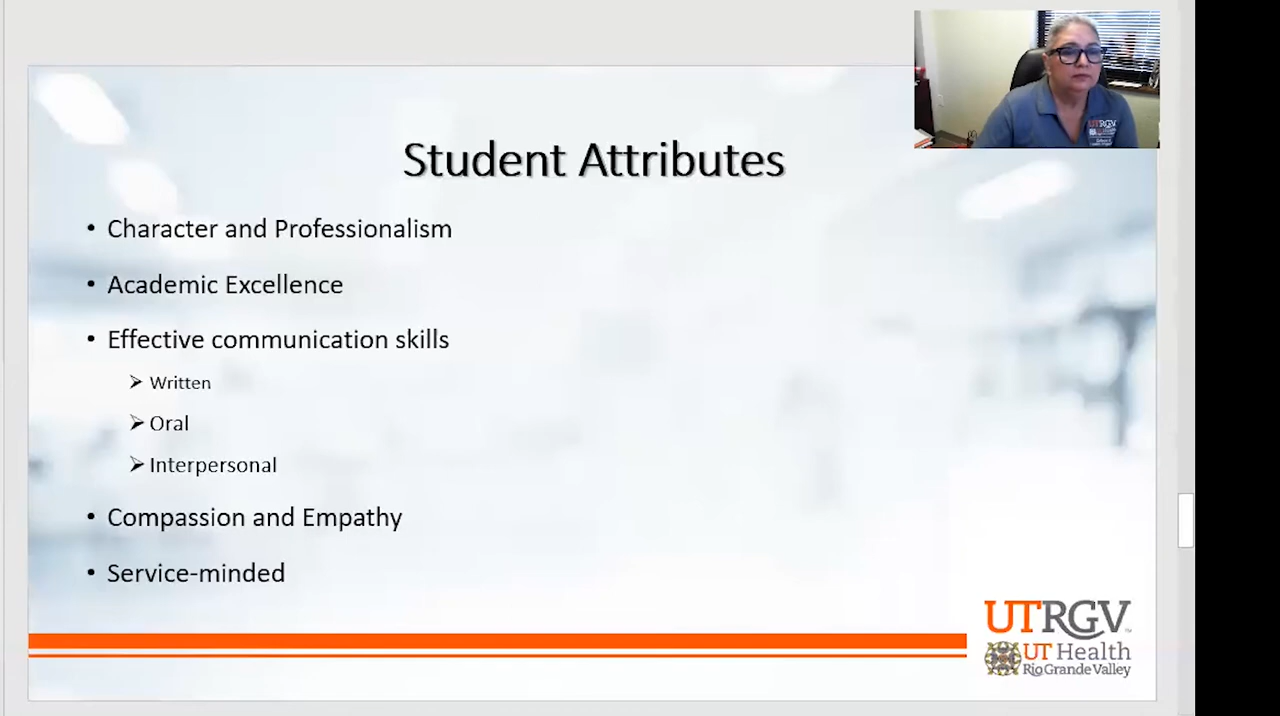 UTRGV
Student Attributes
• Character and Professionalism
• Academic Excellence
• Effective communication skills
➢ Written
➢ Oral
➢ Interpersonal
• Compassion and Empathy
• Service-minded
UTRGV
UT Health
Rio Grande Valley